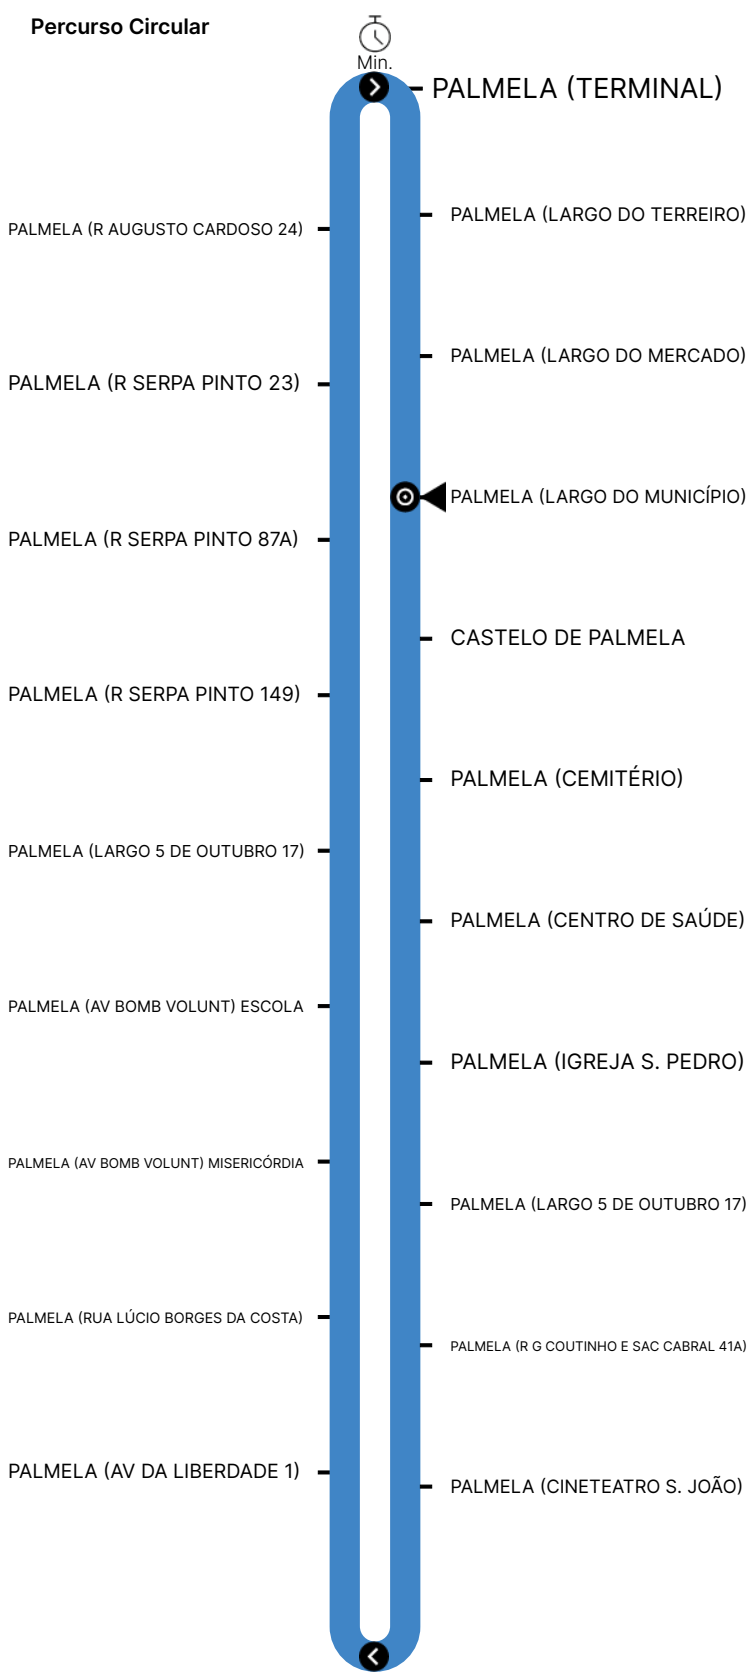 Percurso Circular
Min.
PALMELA (TERMINAL)
PALMELA (LARGO DO TERREIRO)
PALMELA (LARGO DO MERCADO)
PALMELA (LARGO DO MUNICÍPIO)
CASTELO DE PALMELA
PALMELA (CEMITÉRIO)
PALMELA (CENTRO DE SAÚDE)
PALMELA (IGREJA S. PEDRO)
PALMELA (LARGO 5 DE OUTUBRO 17)
PALMELA (R G COUTINHO E SAC CABRAL 41A)
PALMELA (CINETEATRO S. JOÃO)
PALMELA (R AUGUSTO CARDOSO 24)
PALMELA (R SERPA PINTO 23)
PALMELA (R SERPA PINTO 87A)
PALMELA (R SERPA PINTO 149)
PALMELA (LARGO 5 DE OUTUBRO 17)
PALMELA (AV BOMB VOLUNT) ESCOLA
PALMELA (AV BOMB VOLUNT) MISERICÓRDIA
PALMELA (RUA LÚCIO BORGES DA COSTA)
PALMELA (AV DA LIBERDADE 1)